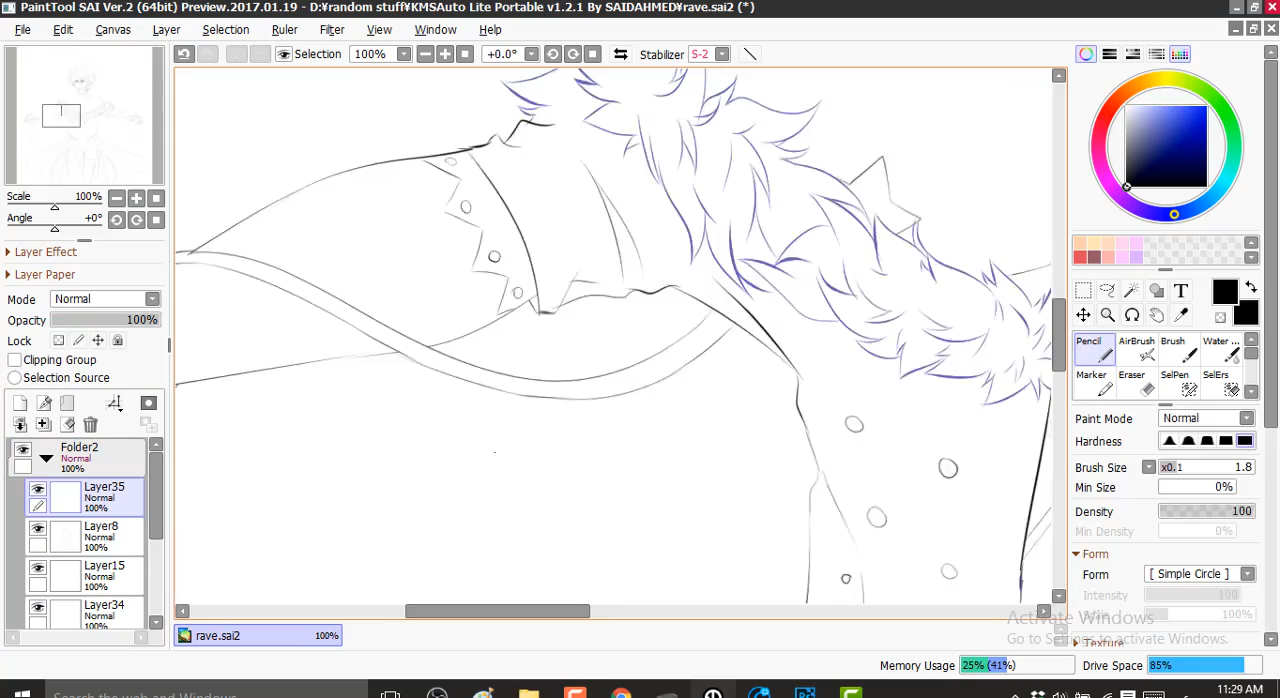 PaintTool SAI Ver.2 (64bit) Preview.2017.01.19 - D:¥random stuff¥KMSAuto Lite Portable v1.2.1 By SAIDAHMED¥rave.sai2 (*)
File Edit Canvas Layer Selection Ruler Filter View Window Help
Selection 100% +0.0° Stabilizer S-2
Scale 100%
Angle +0°
Layer Effect
Layer Paper
Mode Normal
Opacity 100%
Lock
Clipping Group
Selection Source
Folder2
Normal
100%
Layer35
Normal
100%
Layer8
Normal
100%
Layer15
Normal
100%
Layer34
Normal
100%
T
Pencil AirBrush Brush Water ...
Marker Eraser SelPen SelErs
Paint Mode Normal
Hardness
Brush Size x0.1 1.8
Min Size 0%
Density 100
Min Density 0%
Form
Form [ Simple Circle ]
Intensity 100
100%
Texture
Activate Windows
Go to Settings to activate Windows.
rave.sai2 100%
Memory Usage 25% (41%) Drive Space 85%
Search the web and Windows
Ps
11:29 AM